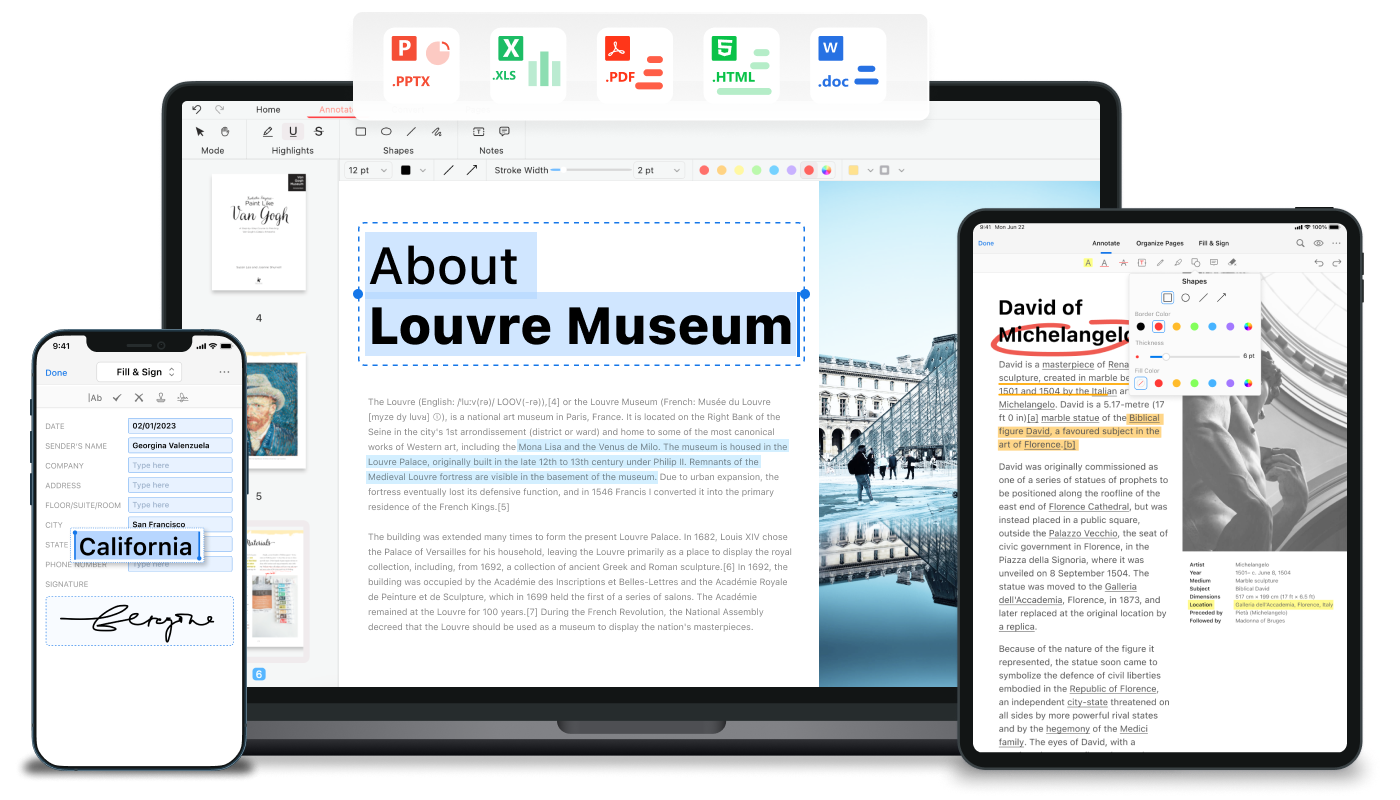 .PPTX
.XLS
.PDF
.HTML
.doc
Home
Mode
Highlights
Shapes
Notes
12 pt
Stroke Width
2 pt
Van Gogh
4
5
6
About
Louvre Museum
The Louvre (English: /ˈluːv(rə)/ LOOV(-rə)),[4] or the Louvre Museum (French: Musée du Louvre
[myze dy luvʁ] ⓘ), is a national art museum in Paris, France. It is located on the Right Bank of the
Seine in the city's 1st arrondissement (district or ward) and home to some of the most canonical
works of Western art, including the Mona Lisa and the Venus de Milo. The museum is housed in the
Louvre Palace, originally built in the late 12th to 13th century under Philip II. Remnants of the
Medieval Louvre fortress are visible in the basement of the museum. Due to urban expansion, the
fortress eventually lost its defensive function, and in 1546 Francis I converted it into the primary
residence of the French Kings.[5]
The building was extended many times to form the present Louvre Palace. In 1682, Louis XIV chose
the Palace of Versailles for his household, leaving the Louvre primarily as a place to display the royal
collection, including, from 1692, a collection of ancient Greek and Roman sculpture.[6] In 1692, the
building was occupied by the Académie des Inscriptions et Belles-Lettres and the Académie Royale
de Peinture et de Sculpture, which in 1699 held the first of a series of salons. The Académie
remained at the Louvre for 100 years.[7] During the French Revolution, the National Assembly
decreed that the Louvre should be used as a museum to display the nation's masterpieces.
9:41
Done
Fill & Sign
|Ab
DATE 02/01/2023
SENDER'S NAME Georgina Valenzuela
COMPANY Type here
ADDRESS Type here
FLOOR/SUITE/ROOM Type here
CITY San Francisco
STATE California
PHONE NUMBER Type here
SIGNATURE
9:41 Mon Jun 22
100%
Done
Annotate
Organize Pages
Fill & Sign
Shapes
Border Color
Thickness
6 pt
Fill Color
David of
Michelangelo
David is a masterpiece of
sculpture, created in marble
1501 and 1504 by the Italian
Michelangelo. David is a 5.17-metre (17
ft 0 in)[a] marble statue of the Biblical
figure David, a favoured subject in the
art of Florence.[b]
David was originally commissioned as
one of a series of statues of prophets to
be positioned along the roofline of the
east end of Florence Cathedral, but was
instead placed in a public square,
outside the Palazzo Vecchio, the seat of
civic government in Florence, in the
Piazza della Signoria, where it was
unveiled on 8 September 1504. The
statue was moved to the Galleria
dell'Accademia, Florence, in 1873, and
later replaced at the original location by
a replica.
Because of the nature of the figure it
represented, the statue soon came to
symbolize the defence of civil liberties
embodied in the Republic of Florence,
an independent city-state threatened on
all sides by more powerful rival states
and by the hegemony of the Medici
family. The eyes of David, with a
Artist Michelangelo
Year 1501– c. June 8, 1504
Medium Marble sculpture
Subject Biblical David
Dimensions 517 cm × 199 cm (17 ft × 6.5 ft)
Location Galleria dell'Accademia, Florence, Italy
Preceded by Pietà (Michelangelo)
Followed by Madonna of Bruges